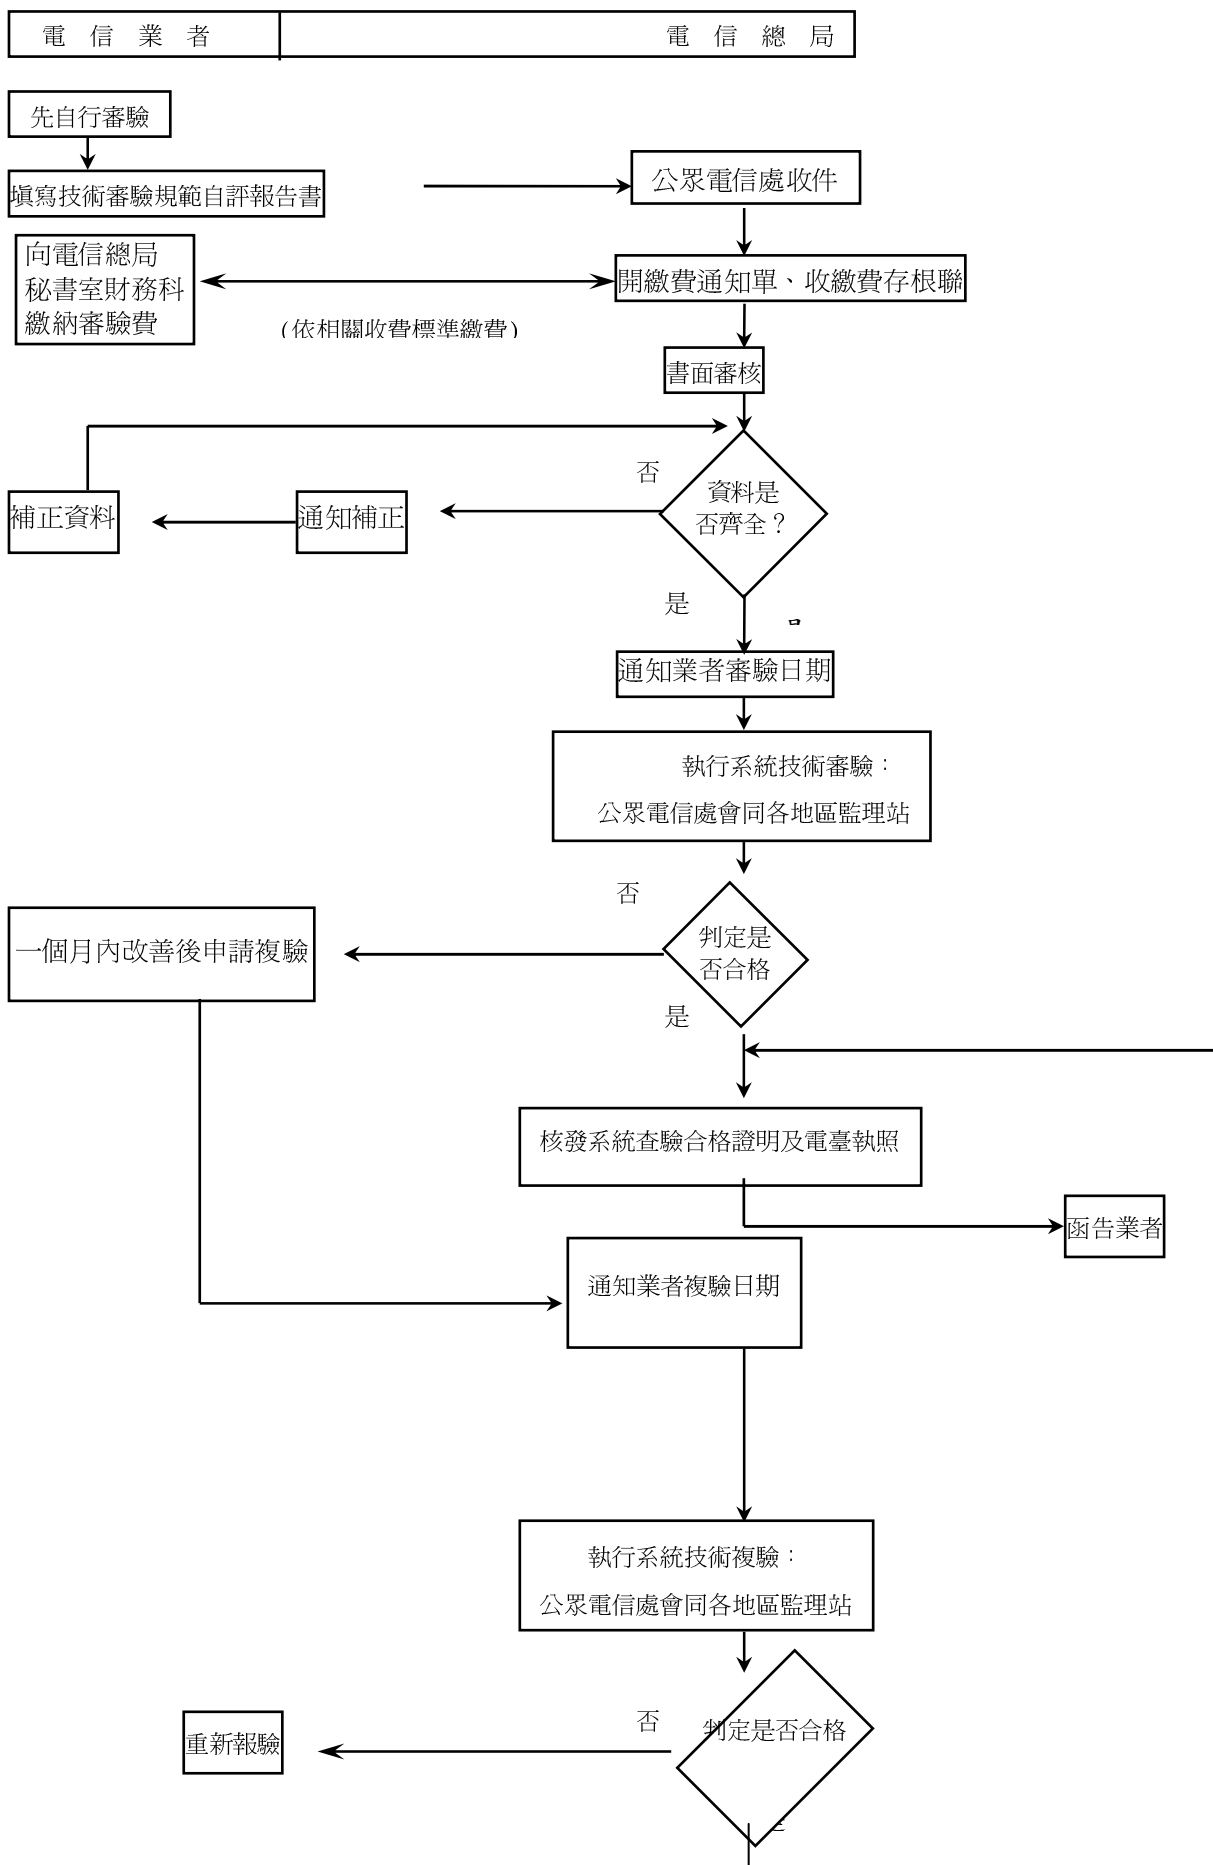 電 信 業 者
電 信 總 局
先自行審驗
填寫技術審驗規範自評報告書
公眾電信處收件
向電信總局
秘書室財務科
繳納審驗費
開繳費通知單、收繳費存根聯
(依相關收費標準繳費)
書面審核
否
資料是
否齊全?
補正資料
通知補正
是
通知業者審驗日期
執行系統技術審驗:
公眾電信處會同各地區監理站
否
一個月內改善後申請複驗
判定是
否合格
是
核發系統查驗合格證明及電臺執照
函告業者
通知業者複驗日期
執行系統技術複驗:
公眾電信處會同各地區監理站
否
判定是否合格
重新報驗